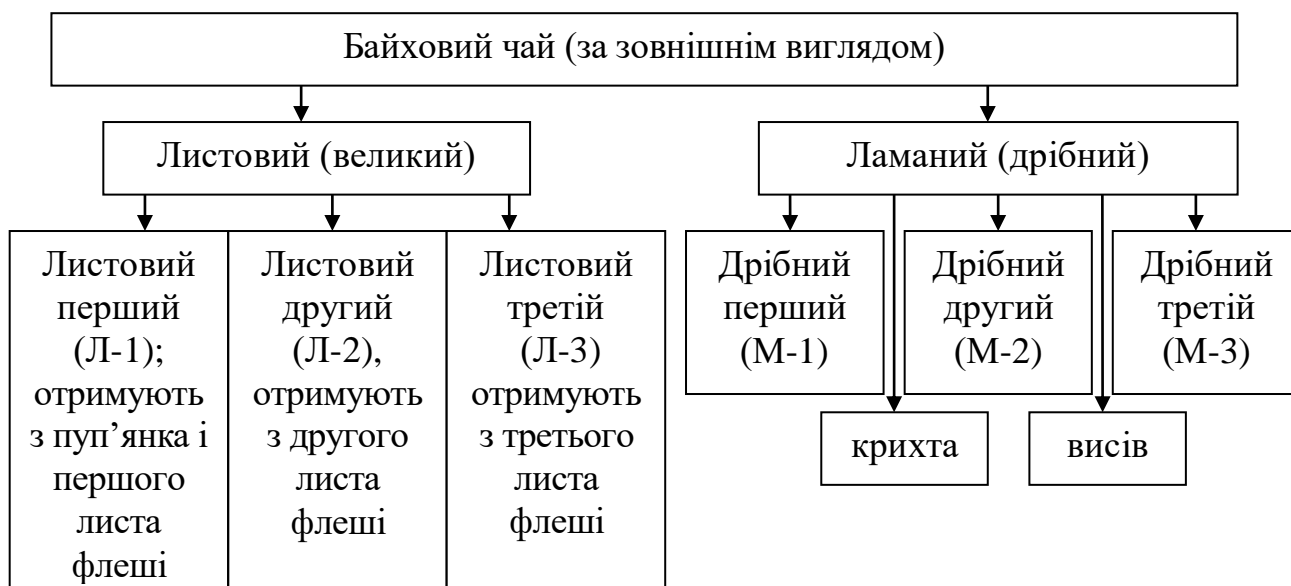 Байховий чай (за зовнішнім виглядом)
Листовий (великий)
Ламаний (дрібний)
Листовий
перший
(Л-1);
отримують
з пуп’янка і
першого
листа
флеші
Листовий
другий
(Л-2),
отримують
з другого
листа
флеші
Листовий
третій
(Л-3)
отримують
з третього
листа
флеші
Дрібний
перший
(М-1)
Дрібний
другий
(М-2)
Дрібний
третій
(М-3)
крихта
висів